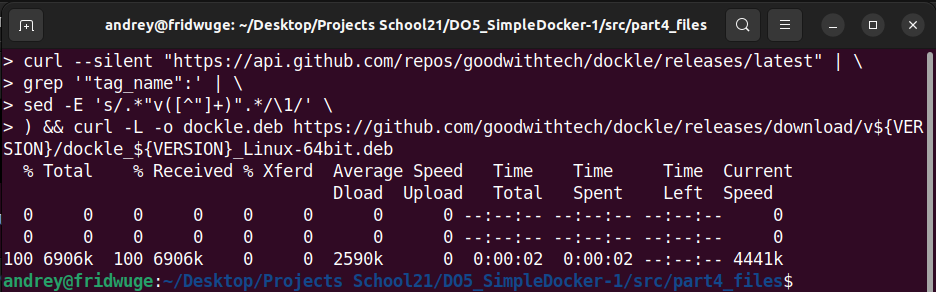 andrey@fridwuge: ~/Desktop/Projects School21/DO5_SimpleDocker-1/src/part4_files
> curl --silent "https://api.github.com/repos/goodwithtech/dockle/releases/latest" | \
> grep '"tag_name":' | \
> sed -E 's/.*"v([^"]+)".*/\1/' \
> ) && curl -L -o dockle.deb https://github.com/goodwithtech/dockle/releases/download/v${VER
SION}/dockle_${VERSION}_Linux-64bit.deb
  % Total    % Received % Xferd  Average Speed   Time    Time     Time  Current
                                 Dload  Upload   Total   Spent    Left  Speed
  0     0    0     0    0     0      0      0 --:--:-- --:--:-- --:--:--     0
  0     0    0     0    0     0      0      0 --:--:-- --:--:-- --:--:--     0
100 6906k  100 6906k    0     0  2590k      0  0:00:02  0:00:02 --:--:-- 4441k
andrey@fridwuge:~/Desktop/Projects School21/DO5_SimpleDocker-1/src/part4_files$